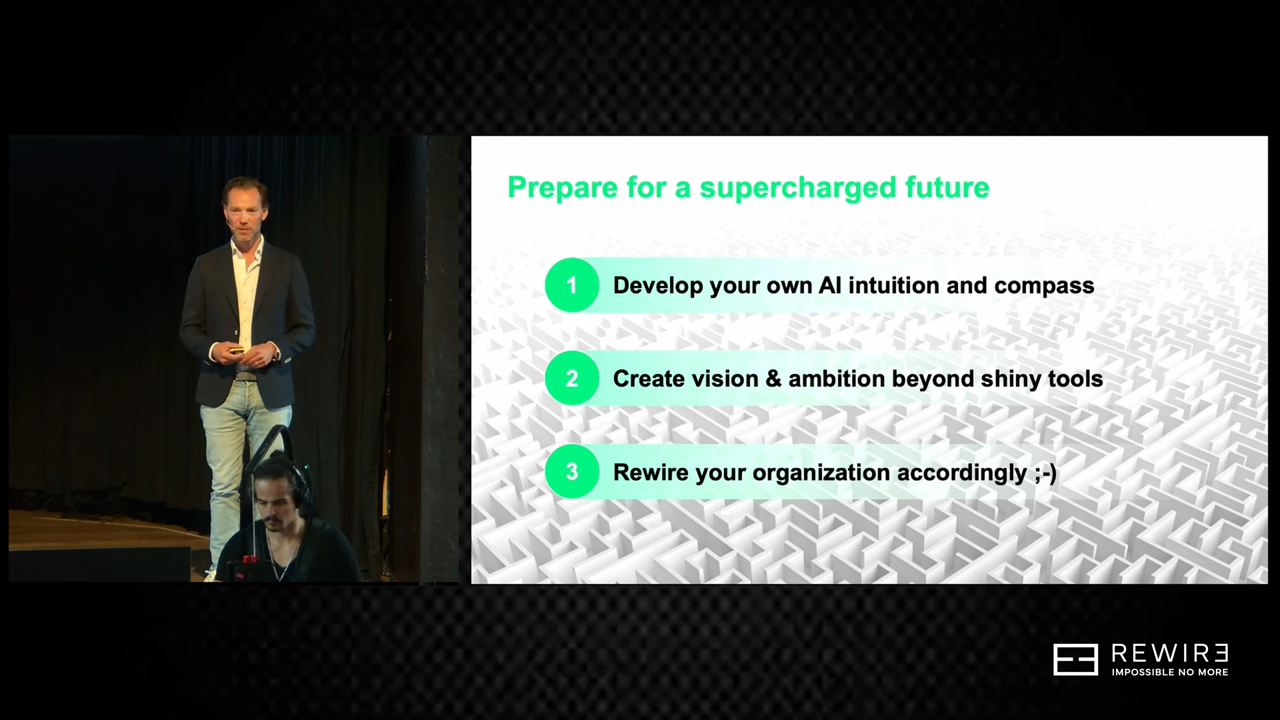 Prepare for a supercharged future
1 Develop your own AI intuition and compass
2 Create vision & ambition beyond shiny tools
3 Rewire your organization accordingly ;-)
REWIRE
IMPOSSIBLE NO MORE